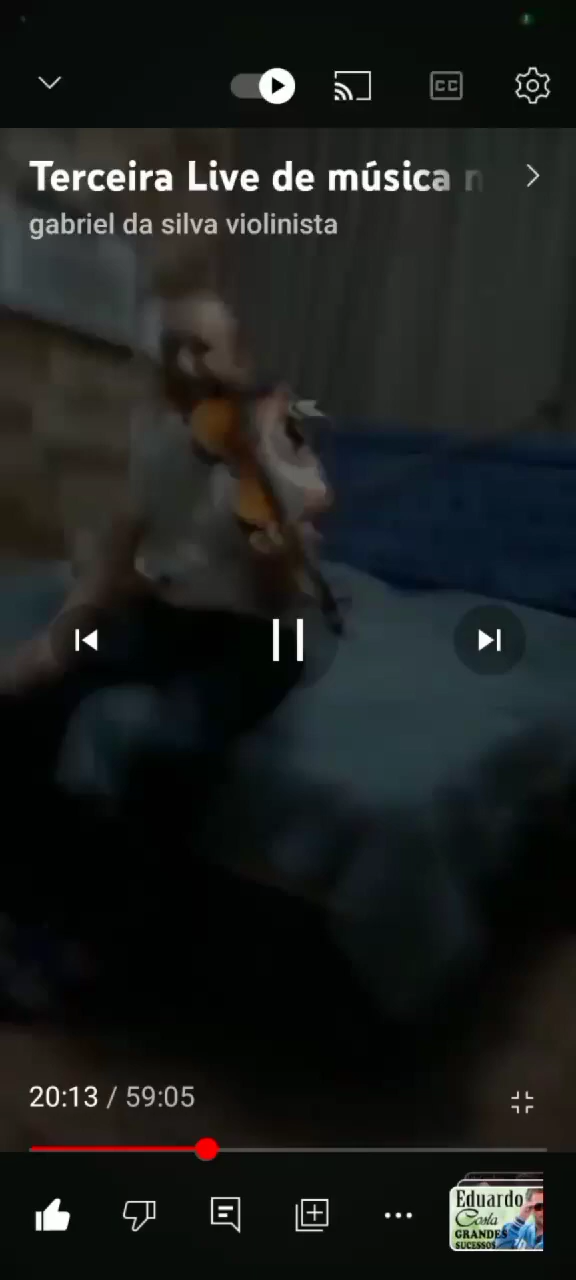 Terceira Live de música n
gabriel da silva violinista
20:13 / 59:05
Eduardo
Costa
GRANDES
SUCESSOS